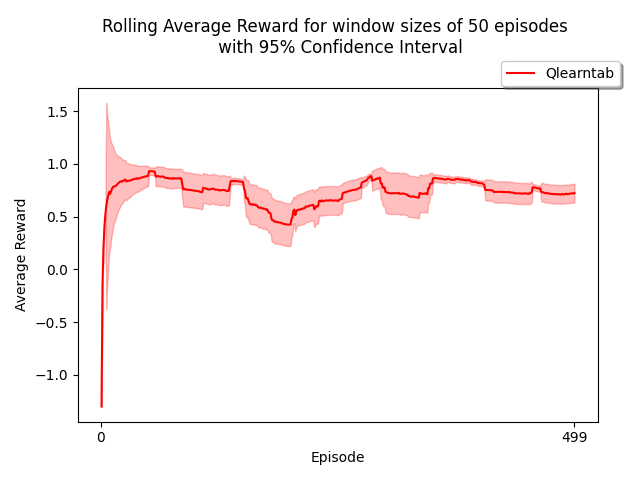 Rolling Average Reward for window sizes of 50 episodes
with 95% Confidence Interval
Qlearntab
1.5
1.0
0.5
0.0
−0.5
−1.0
Average Reward
0
499
Episode